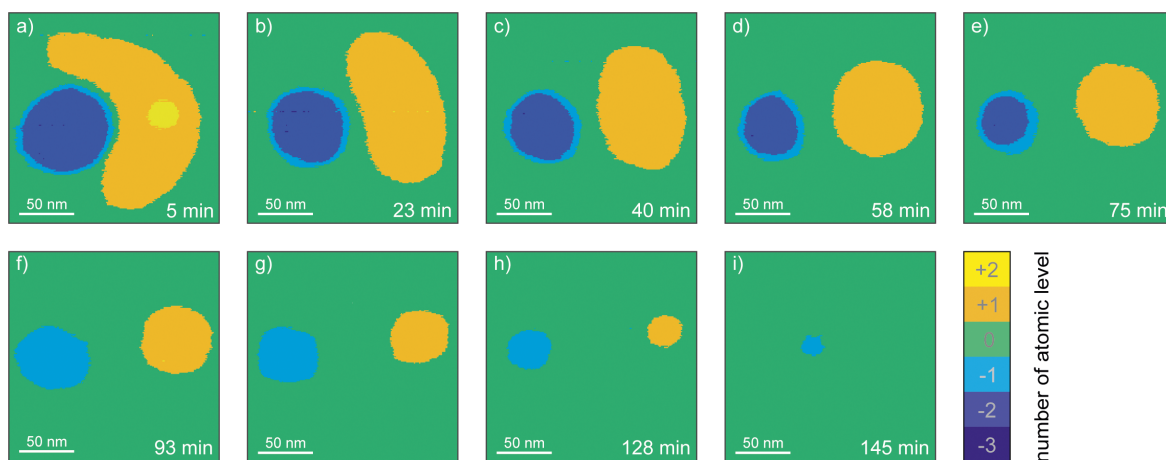 a)
50 nm
5 min
b)
50 nm
23 min
c)
50 nm
40 min
d)
50 nm
58 min
e)
50 nm
75 min
f)
50 nm
93 min
g)
50 nm
h)
50 nm
128 min
i)
50 nm
145 min
+2
+1
0
-1
-2
-3
number of atomic level